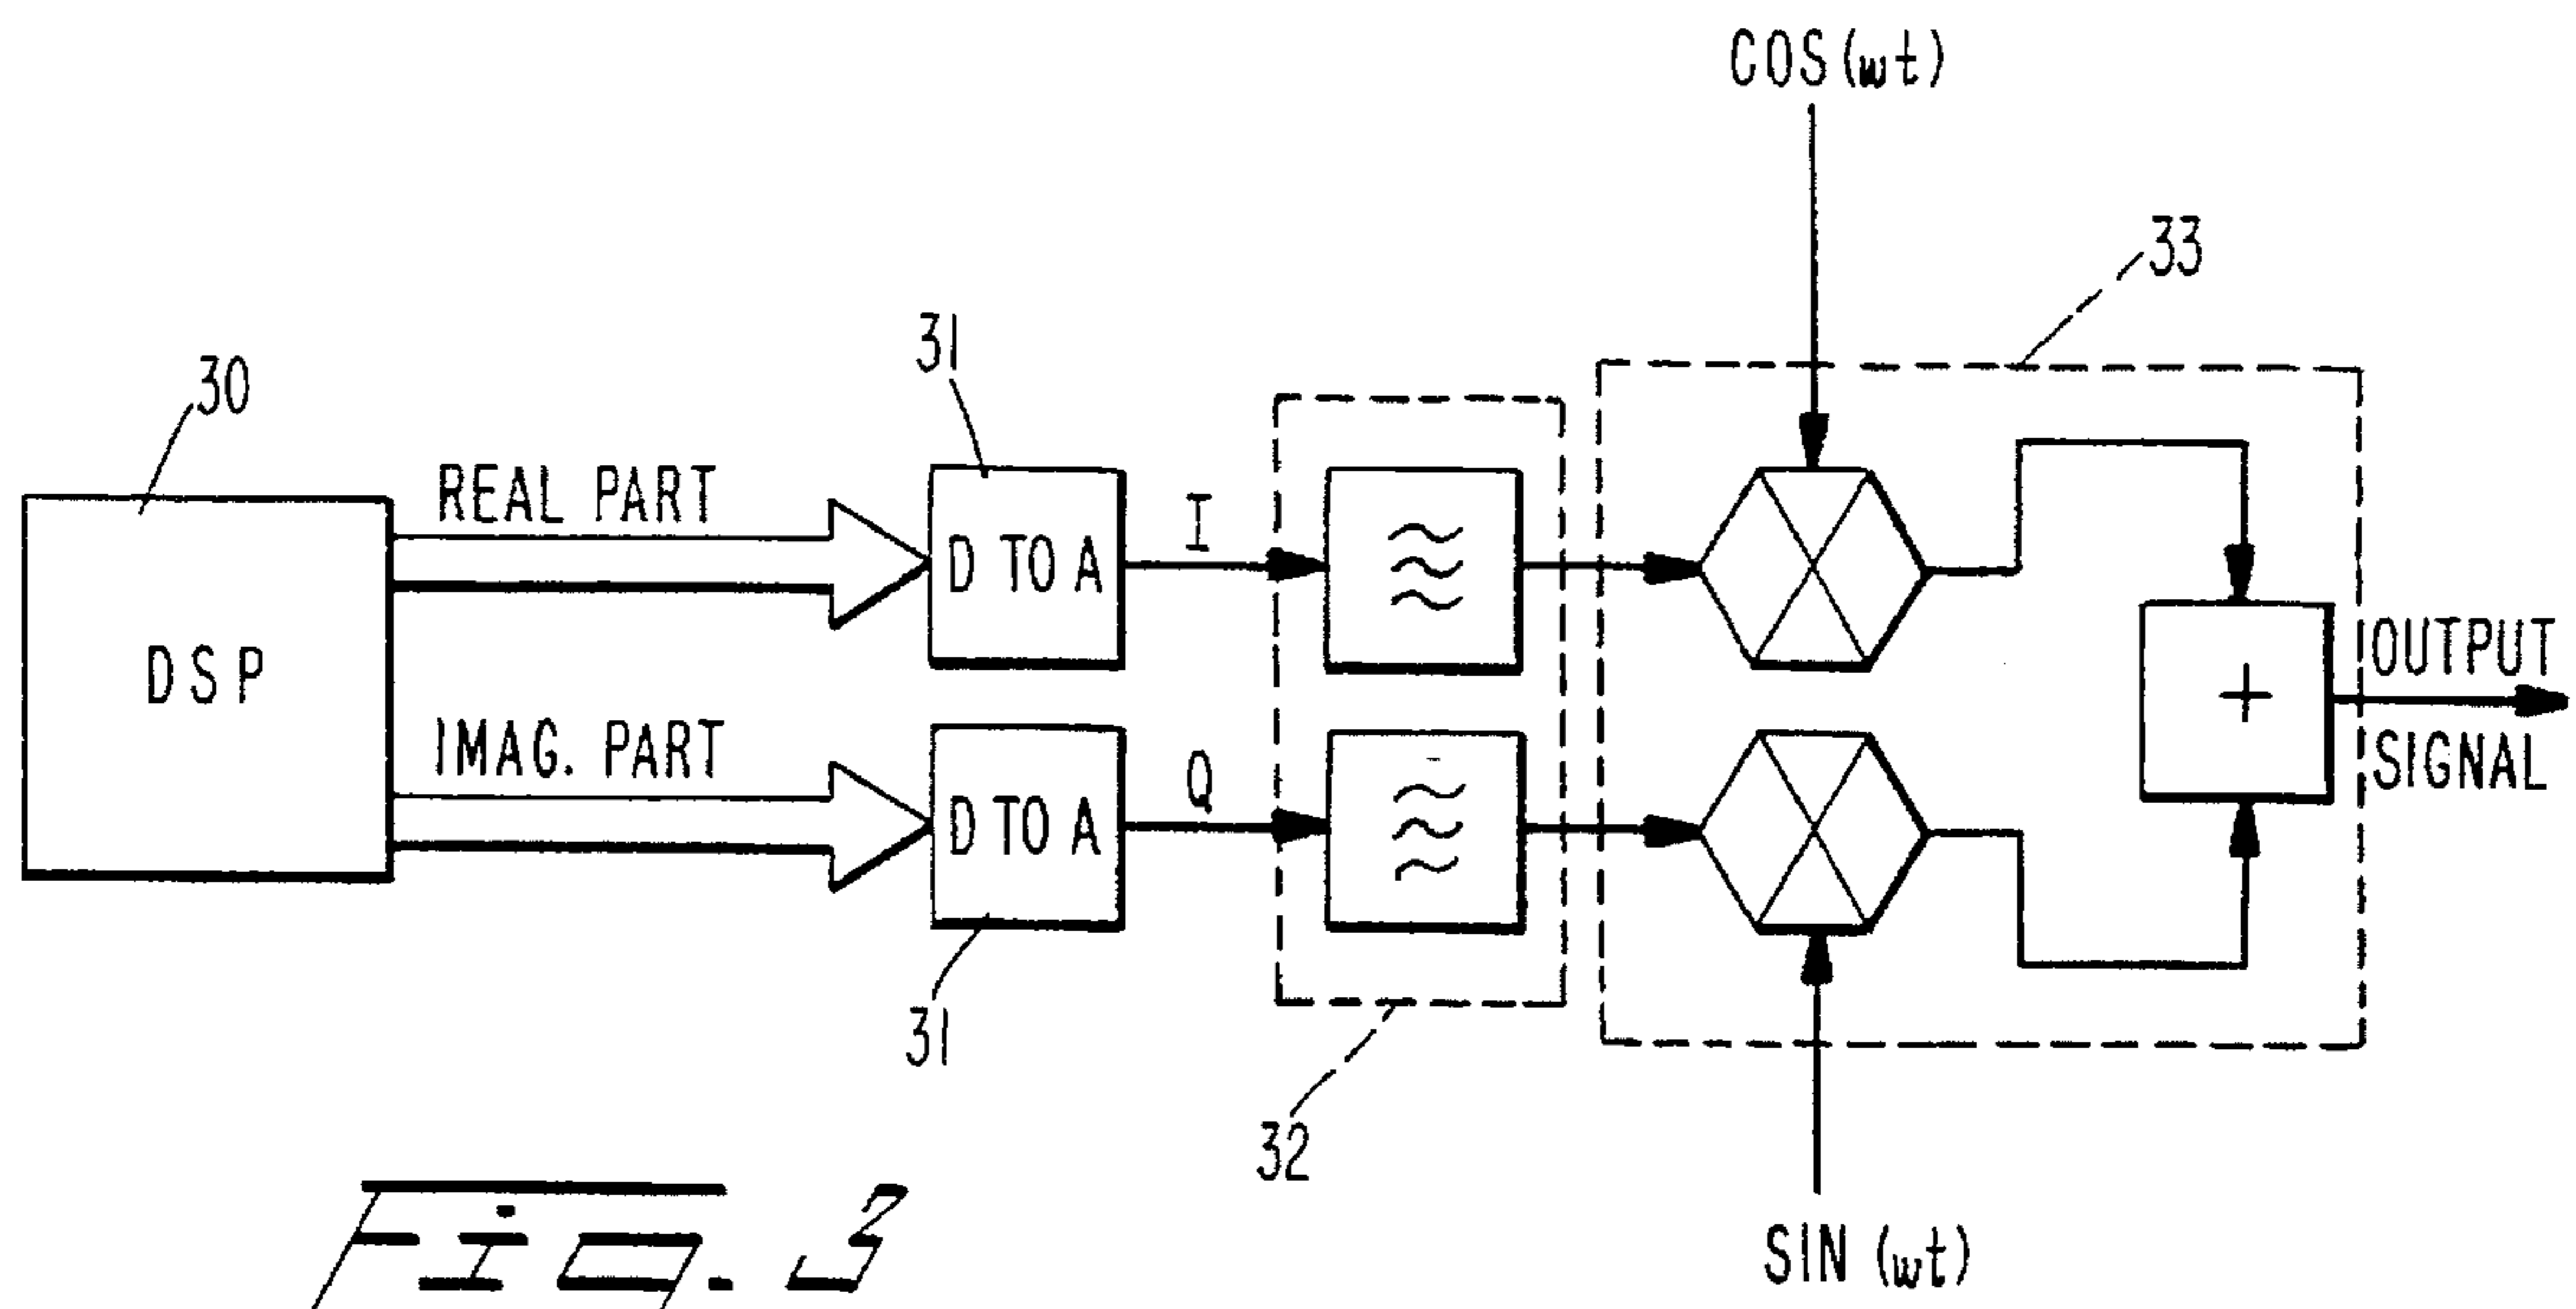 COS (wt)
33
31
30
REAL PART
D TO A
I
DSP
OUTPUT
SIGNAL
+
IMAG. PART
D TO A
Q
31
32
SIN (wt)
Fig. 3